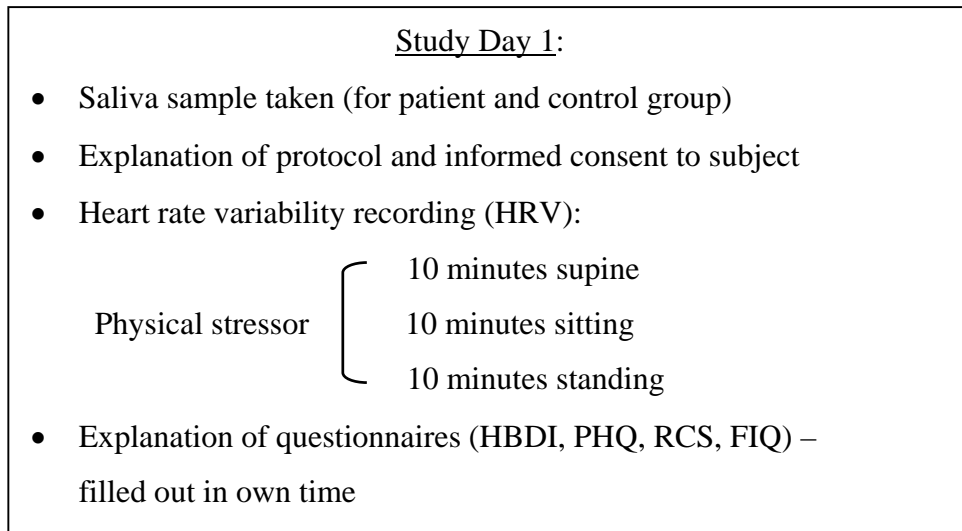 Study Day 1:
• Saliva sample taken (for patient and control group)
• Explanation of protocol and informed consent to subject
• Heart rate variability recording (HRV):
10 minutes supine
Physical stressor 10 minutes sitting
10 minutes standing
• Explanation of questionnaires (HBDI, PHQ, RCS, FIQ) –
filled out in own time